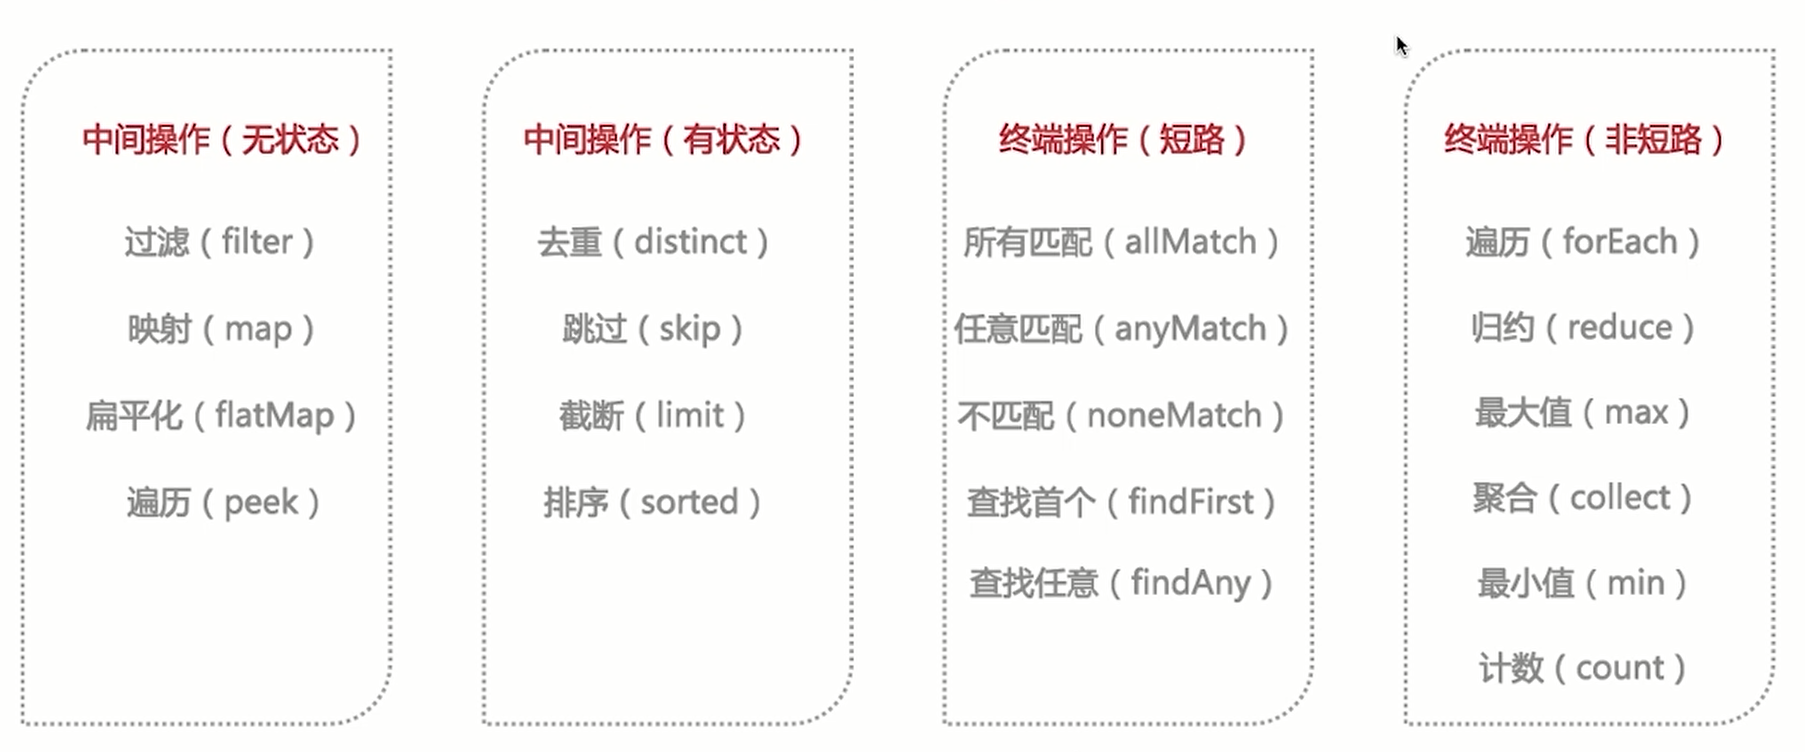 中间操作（无状态）
过滤（filter）
映射（map）
扁平化（flatMap）
遍历（peek）
中间操作（有状态）
去重（distinct）
跳过（skip）
截断（limit）
排序（sorted）
终端操作（短路）
所有匹配（allMatch）
任意匹配（anyMatch）
不匹配（noneMatch）
查找首个（findFirst）
查找任意（findAny）
终端操作（非短路）
遍历（forEach）
归约（reduce）
最大值（max）
聚合（collect）
最小值（min）
计数（count）